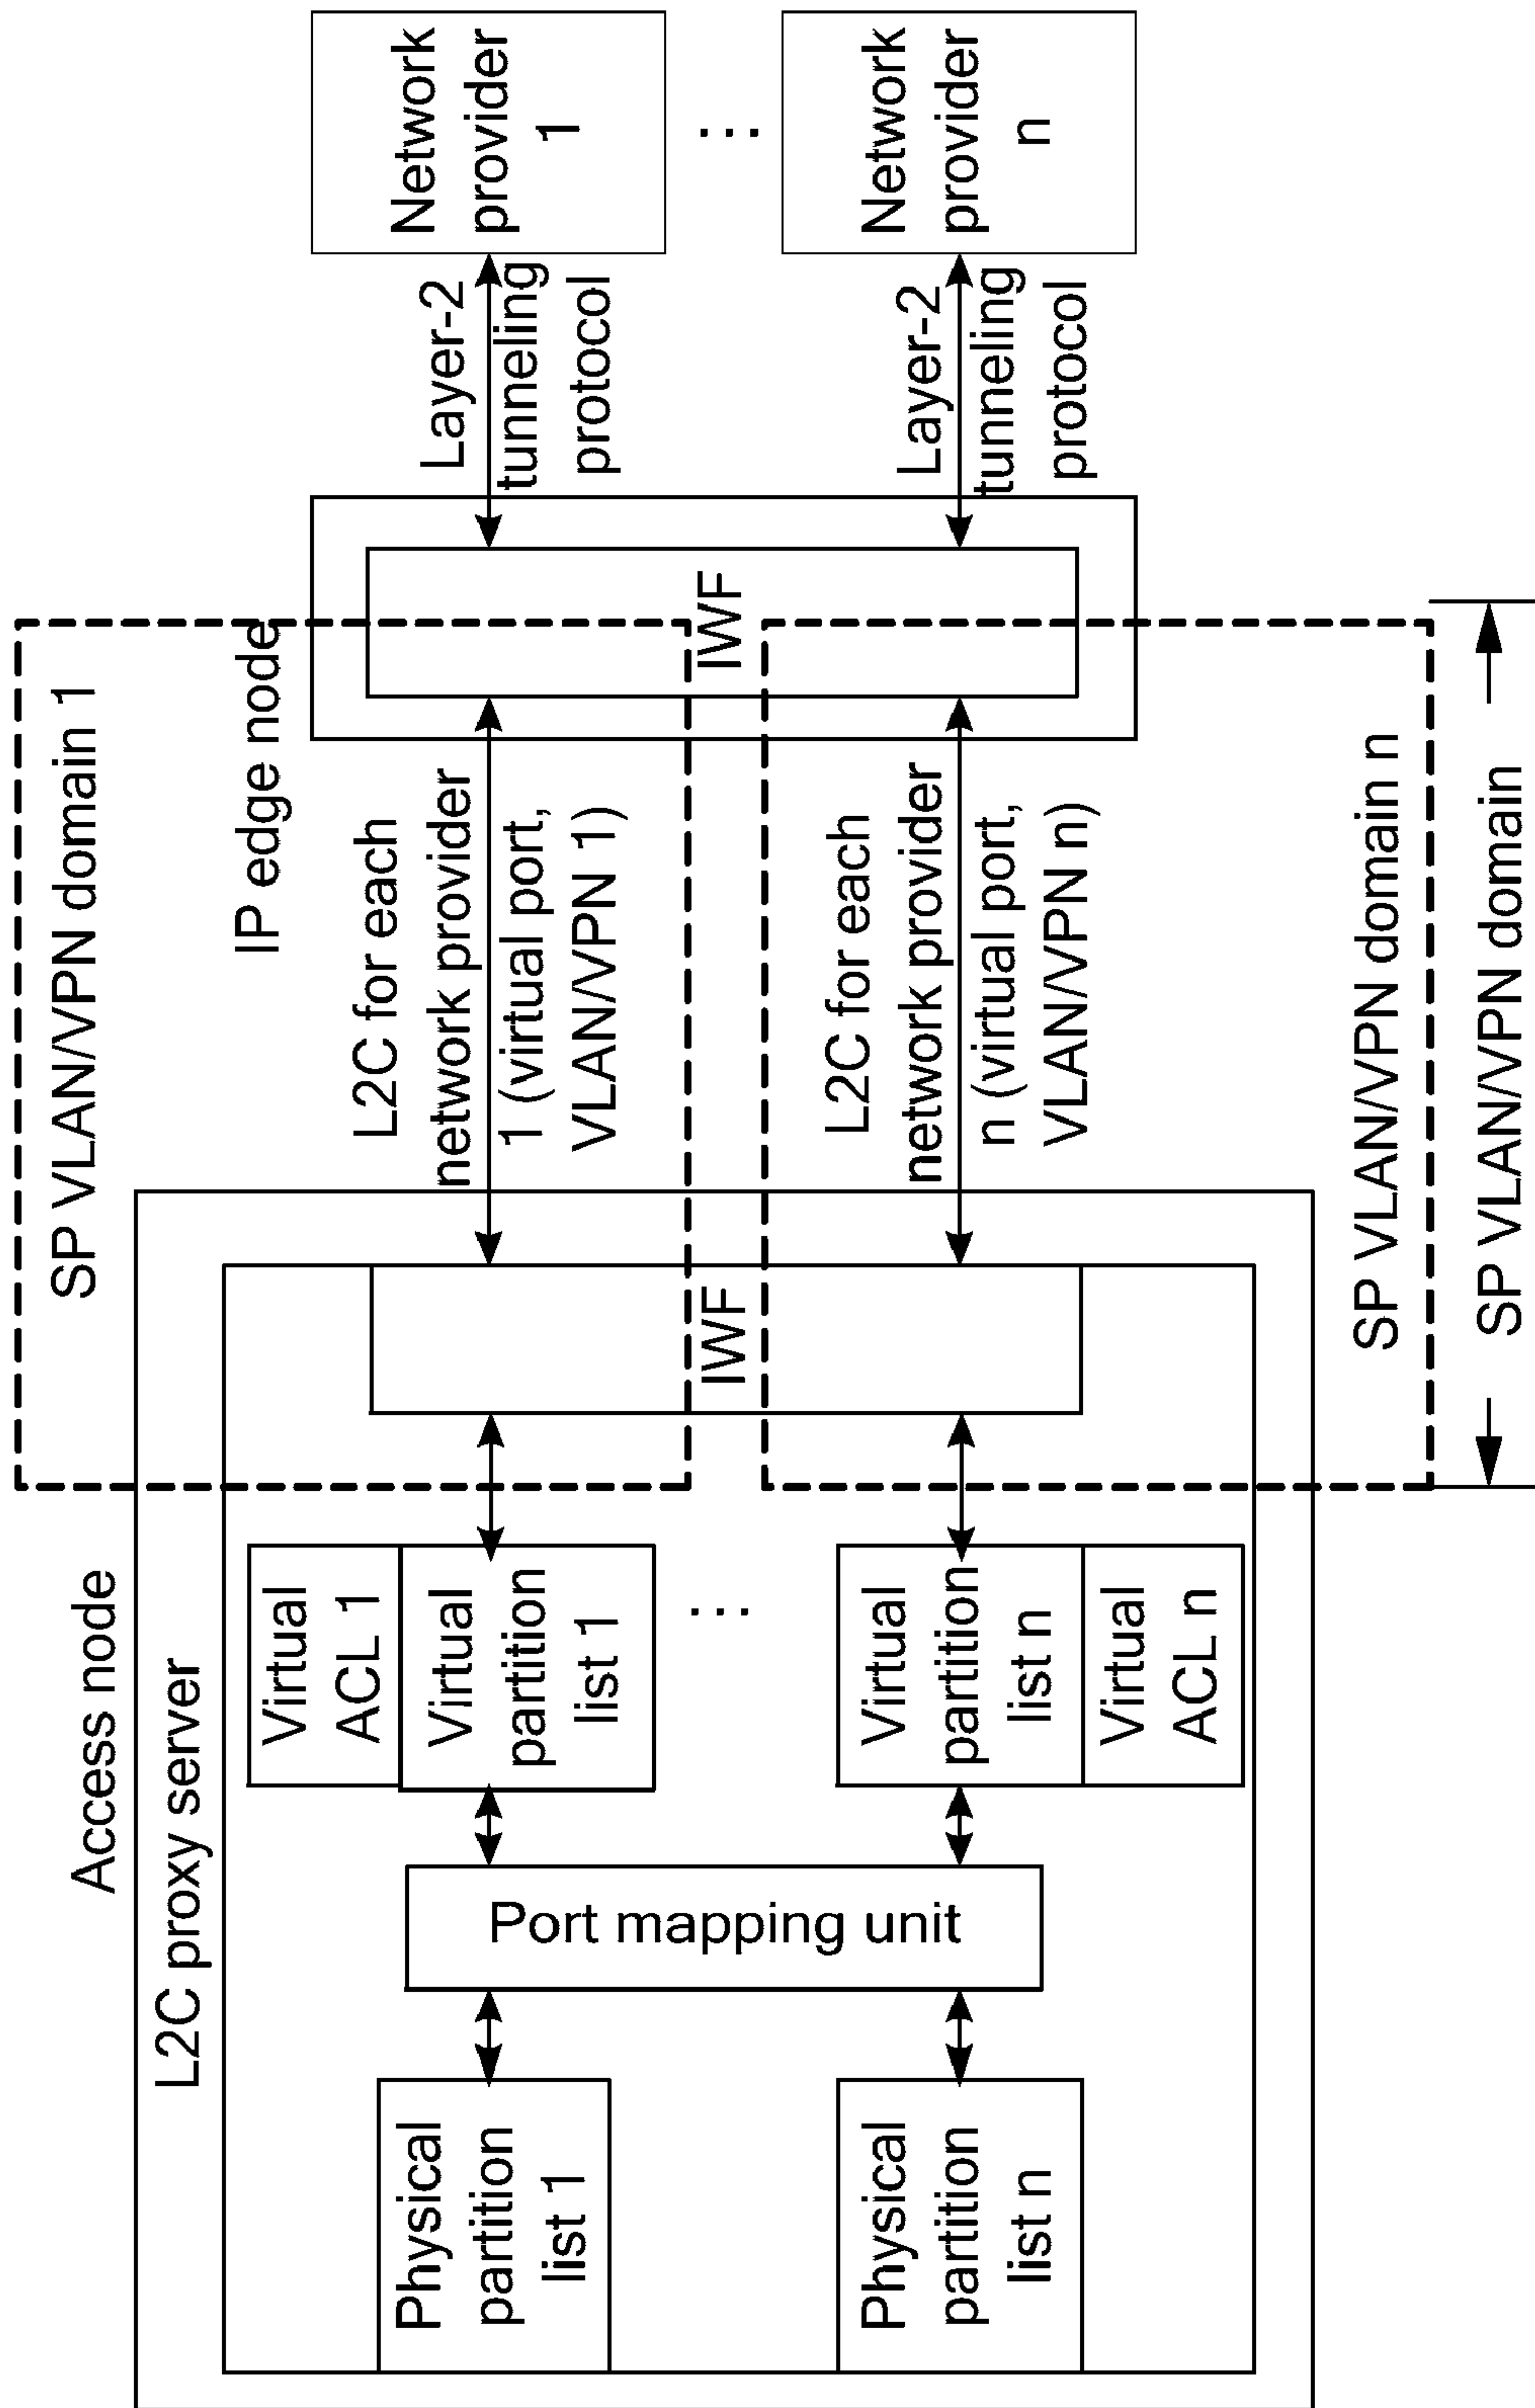 SP VLAN/VPN domain 1
Access node
L2C proxy server
IP edge node
Physical
partition
list 1
Port mapping unit
Virtual
ACL 1
Virtual
partition
list 1
IWF
L2C for each
network provider
1 (virtual port,
VLAN/VPN 1)
IWF
Layer-2
tunneling
protocol
Network
provider
1
...
...
Physical
partition
list n
Virtual
partition
list n
Virtual
ACL n
L2C for each
network provider
n (virtual port,
VLAN/VPN n)
Layer-2
tunneling
protocol
Network
provider
n
SP VLAN/VPN domain n
SP VLAN/VPN domain